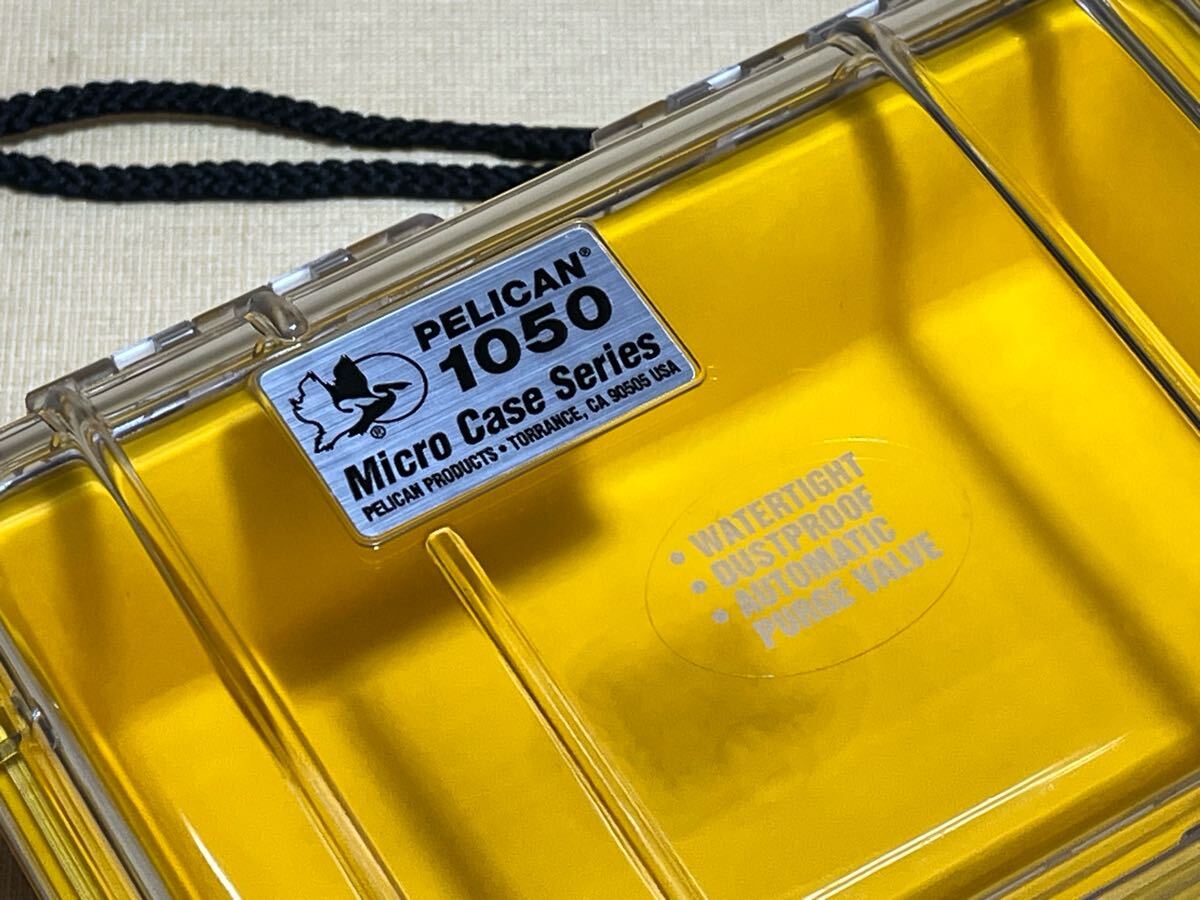 PELICAN®
1050
®
Micro Case Series
PELICAN PRODUCTS • TORRANCE, CA 90505 USA
• WATERTIGHT
• DUSTPROOF
• AUTOMATIC
PURGE VALVE